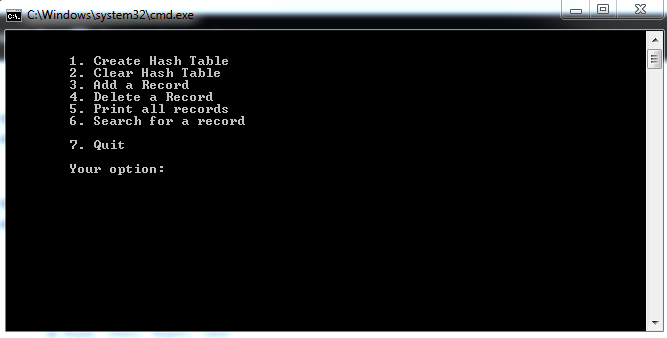 C:\Windows\system32\cmd.exe
1. Create Hash Table
2. Clear Hash Table
3. Add a Record
4. Delete a Record
5. Print all records
6. Search for a record
7. Quit
Your option: